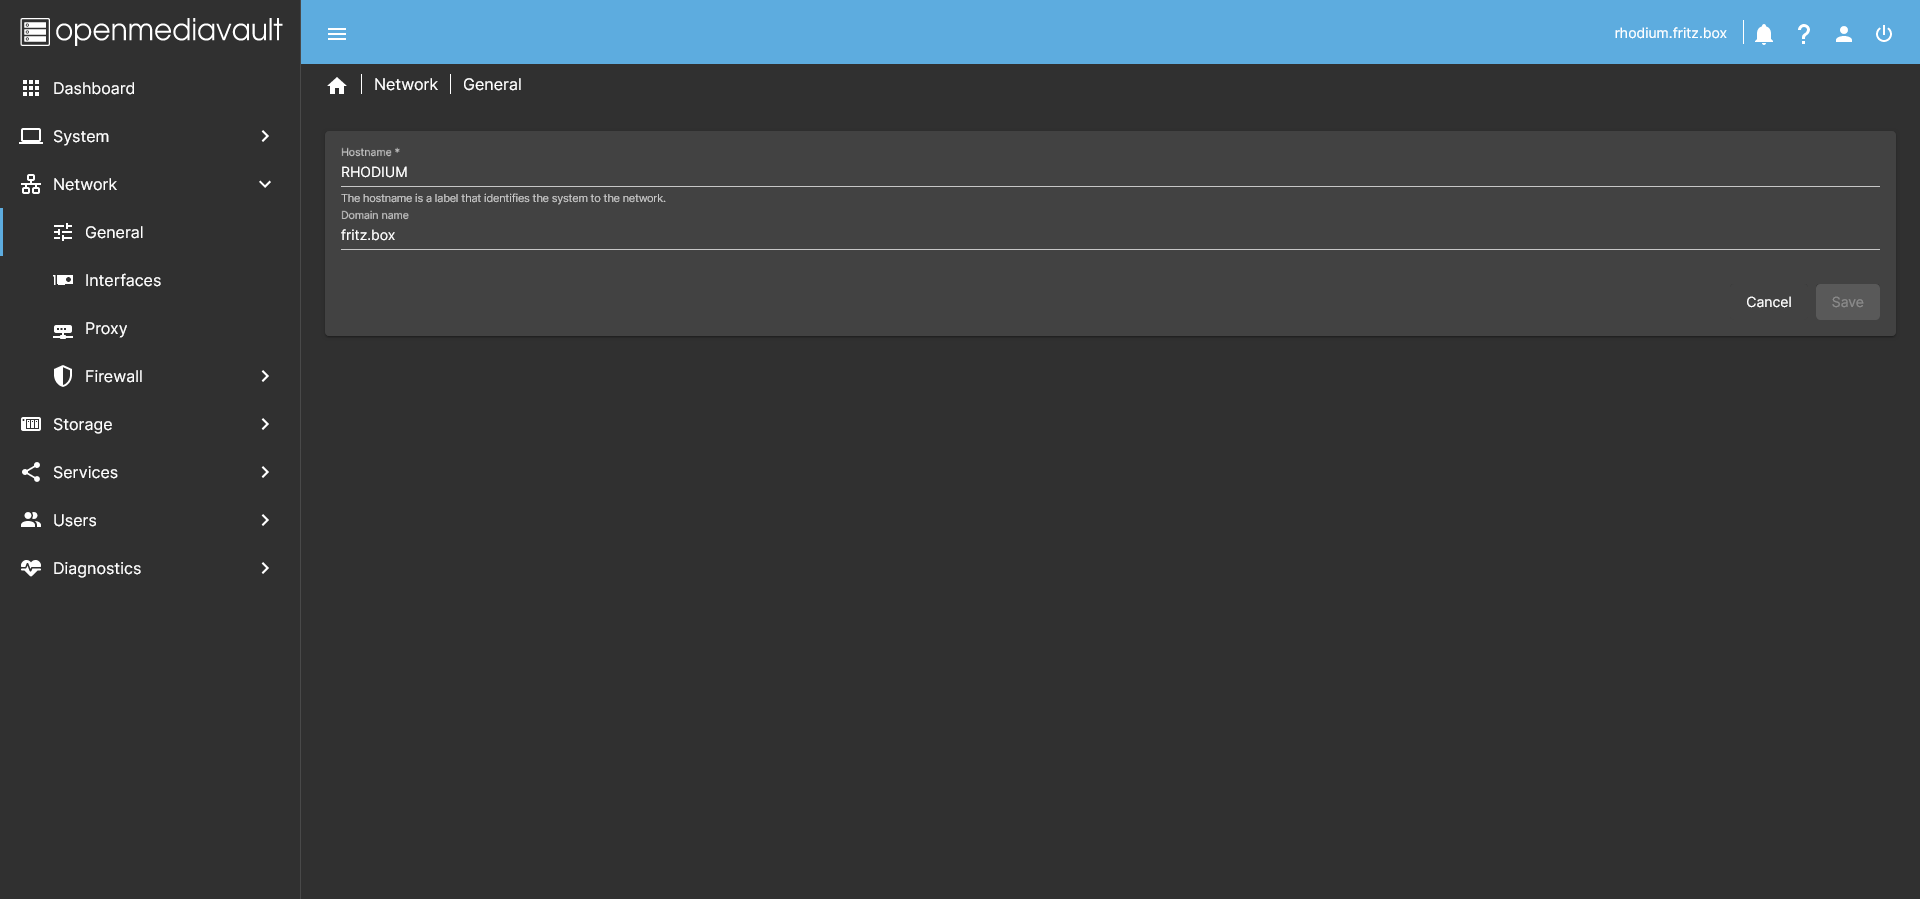 openmediavault
rhodium.fritz.box
Dashboard
System
Network
General
Interfaces
Proxy
Firewall
Storage
Services
Users
Diagnostics
Network | General
Hostname *
RHODIUM
The hostname is a label that identifies the system to the network.
Domain name
fritz.box
Cancel
Save